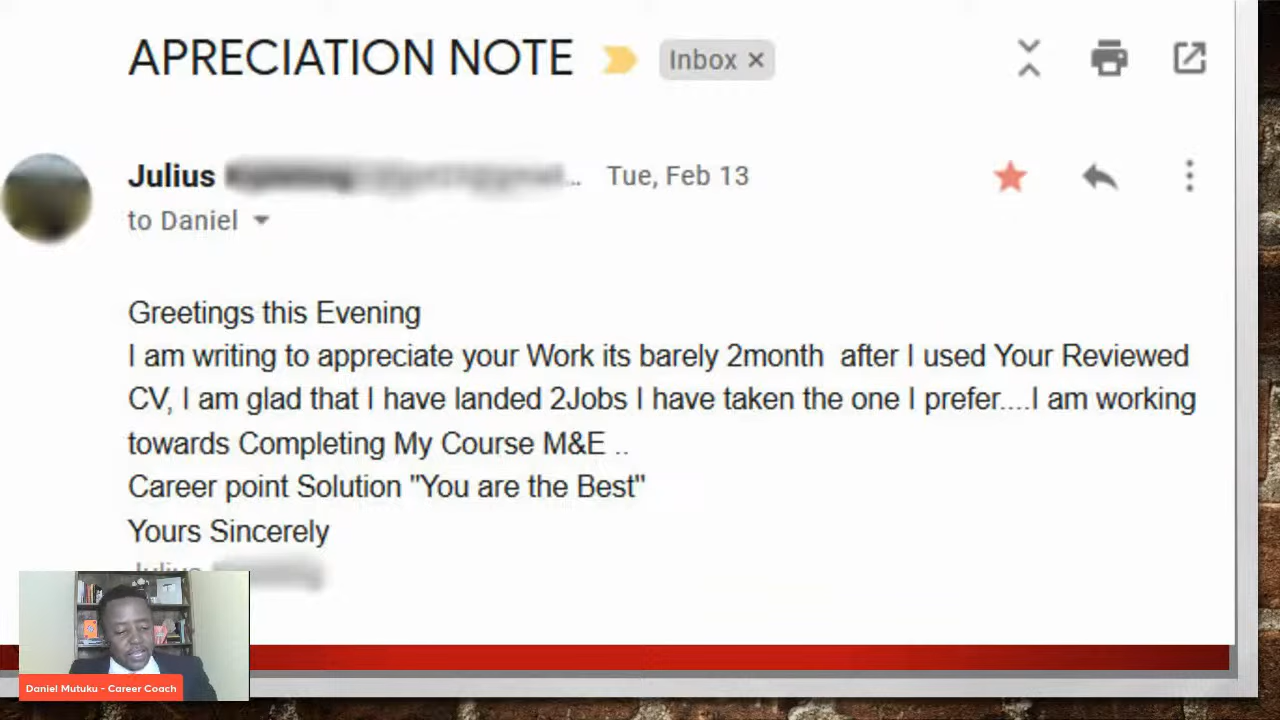 APRECIATION NOTE Inbox ×
Julius Tue, Feb 13
to Daniel
Greetings this Evening
I am writing to appreciate your Work its barely 2month after I used Your Reviewed
CV, I am glad that I have landed 2Jobs I have taken the one I prefer....I am working
towards Completing My Course M&E ..
Career point Solution "You are the Best"
Yours Sincerely
Julius
Daniel Mutuku - Career Coach